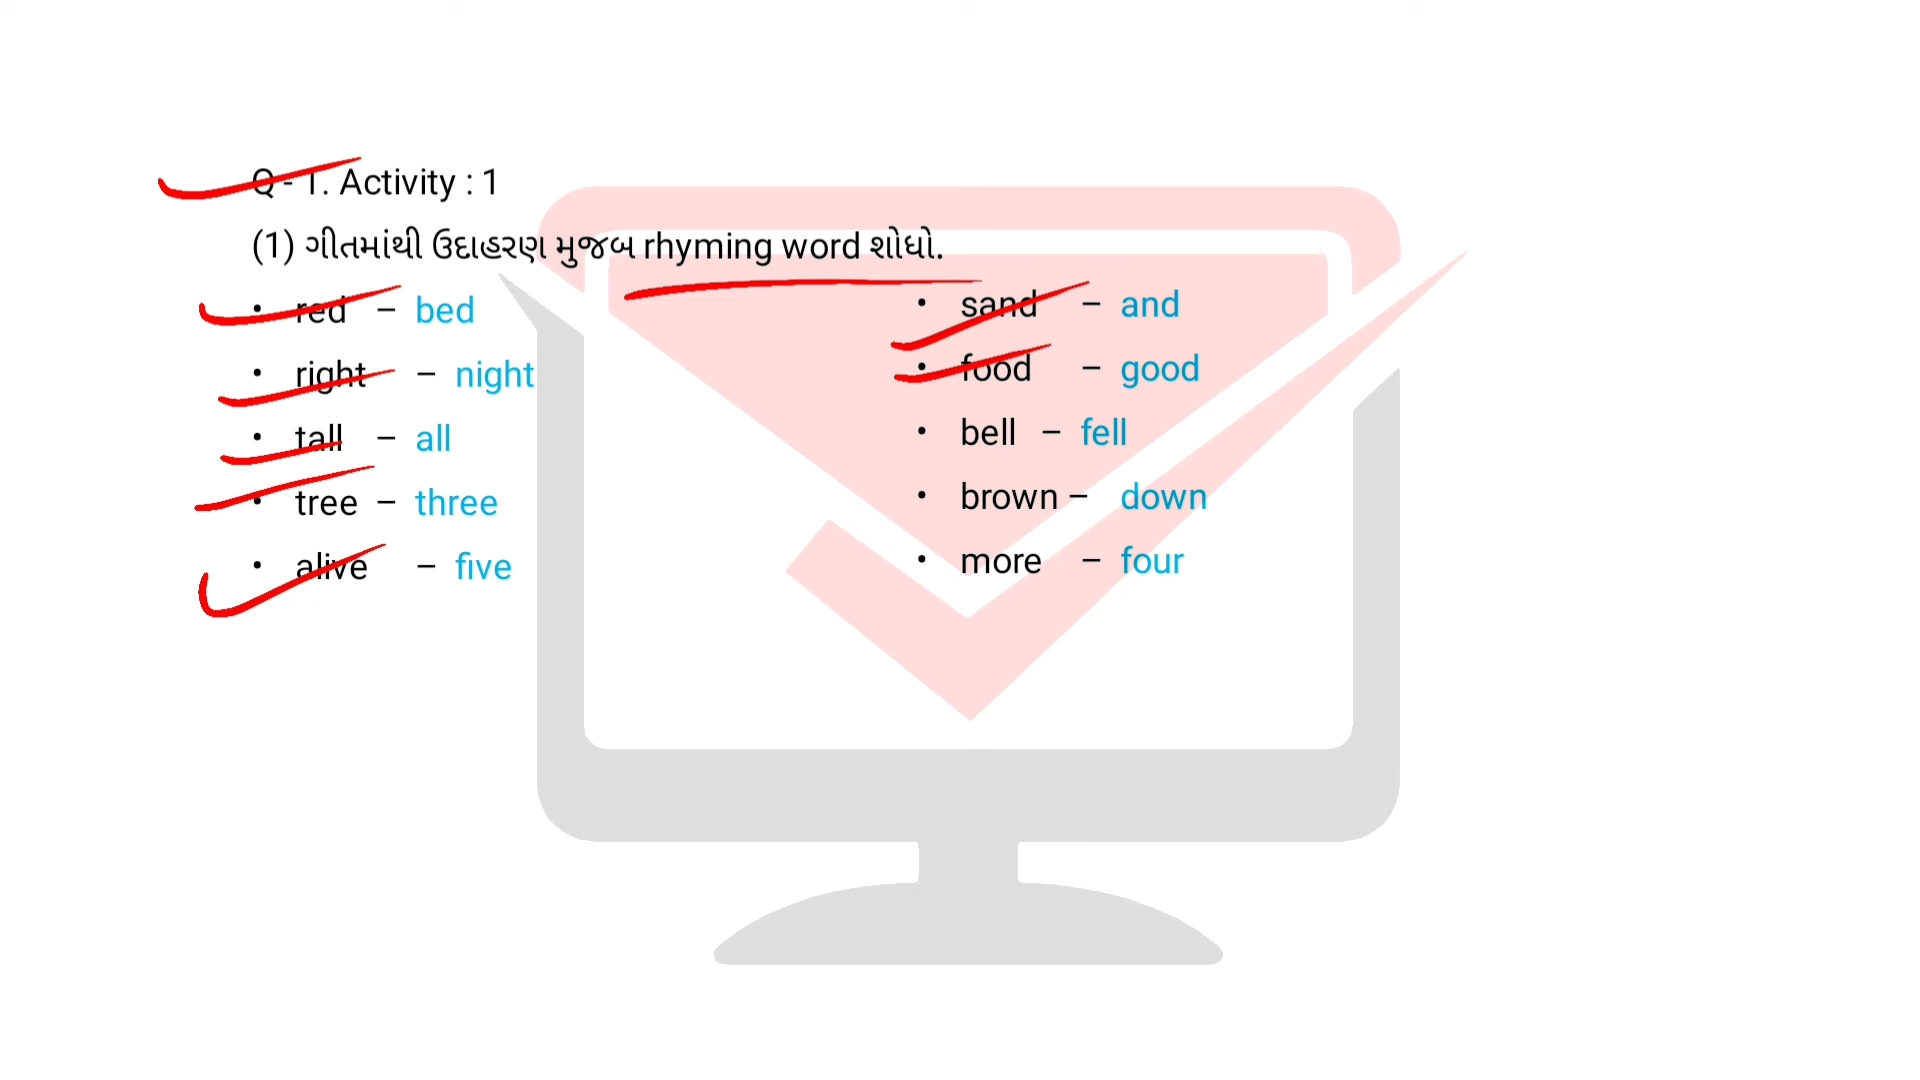 Q - 1. Activity : 1
(1) ગીતમાંથી ઉદાહરણ મુજબ rhyming word શોધો.
• red – bed
• right – night
• tall – all
• tree – three
• alive – five
• sand – and
• food – good
• bell – fell
• brown – down
• more – four